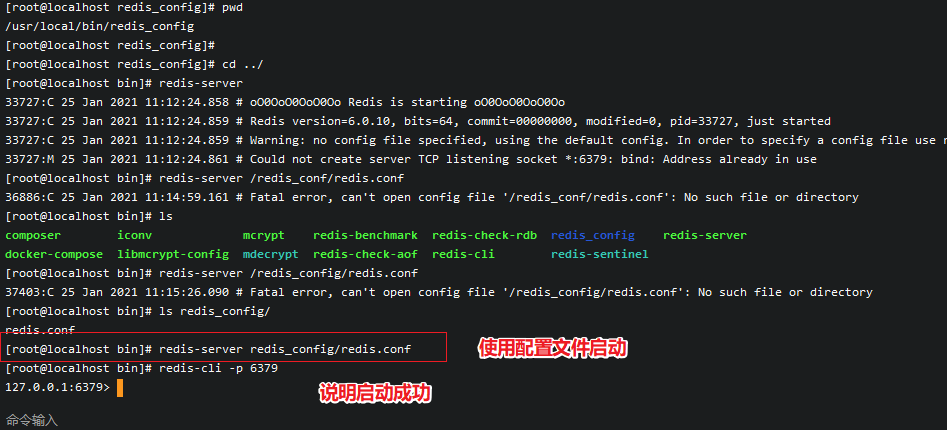 [root@localhost redis_config]# pwd
/usr/local/bin/redis_config
[root@localhost redis_config]#
[root@localhost redis_config]# cd ../
[root@localhost bin]# redis-server
33727:C 25 Jan 2021 11:12:24.858 # oO0OoO0OoO0Oo Redis is starting oO0OoO0OoO0Oo
33727:C 25 Jan 2021 11:12:24.859 # Redis version=6.0.10, bits=64, commit=00000000, modified=0, pid=33727, just started
33727:C 25 Jan 2021 11:12:24.859 # Warning: no config file specified, using the default config. In order to specify a config file use r
33727:M 25 Jan 2021 11:12:24.861 # Could not create server TCP listening socket *:6379: bind: Address already in use
[root@localhost bin]# redis-server /redis_conf/redis.conf
36886:C 25 Jan 2021 11:14:59.161 # Fatal error, can't open config file '/redis_conf/redis.conf': No such file or directory
[root@localhost bin]# ls
composer iconv mcrypt redis-benchmark redis-check-rdb redis_config redis-server
docker-compose libmcrypt-config mdecrypt redis-check-aof redis-cli redis-sentinel
[root@localhost bin]# redis-server /redis_config/redis.conf
37403:C 25 Jan 2021 11:15:26.090 # Fatal error, can't open config file '/redis_config/redis.conf': No such file or directory
[root@localhost bin]# ls redis_config/
redis.conf
[root@localhost bin]# redis-server redis_config/redis.conf
使用配置文件启动
[root@localhost bin]# redis-cli -p 6379
127.0.0.1:6379>
说明启动成功
命令输入